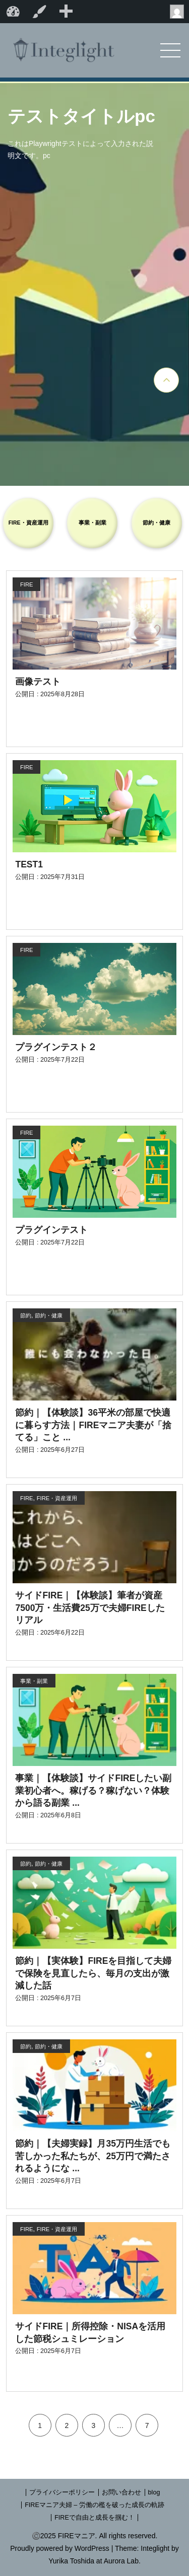 Integlight
テストタイトルpc
これはPlaywrightテストによって入力された説
明文です。pc
FIRE・資産運用
事業・副業
節約・健康
FIRE
画像テスト
公開日 : 2025年8月28日
FIRE
TEST1
公開日 : 2025年7月31日
FIRE
プラグインテスト２
公開日 : 2025年7月22日
FIRE
プラグインテスト
公開日 : 2025年7月22日
節約, 節約・健康
誰にも会わなかった日
節約｜【体験談】36平米の部屋で快適
に暮らす方法｜FIREマニア夫妻が「捨
てる」こと ...
公開日 : 2025年6月27日
FIRE, FIRE・資産運用
これから、
はどこへ
かうのだろう」
サイドFIRE｜【体験談】筆者が資産
7500万・生活費25万で夫婦FIREした
リアル
公開日 : 2025年6月22日
事業・副業
事業｜【体験談】サイドFIREしたい副
業初心者へ。稼げる？稼げない？体験
から語る副業 ...
公開日 : 2025年6月8日
節約, 節約・健康
節約｜【実体験】FIREを目指して夫婦
で保険を見直したら、毎月の支出が激
減した話
公開日 : 2025年6月7日
節約, 節約・健康
節約｜【夫婦実録】月35万円生活でも
苦しかった私たちが、25万円で満たさ
れるようにな ...
公開日 : 2025年6月7日
FIRE, FIRE・資産運用
サイドFIRE｜所得控除・NISAを活用
した節税シュミレーション
公開日 : 2025年6月7日
1 2 3 … 7
| プライバシーポリシー | お問い合わせ | blog
| FIREマニア夫婦 – 労働の檻を破った成長の軌跡
| FIREで自由と成長を掴む！ |
Ⓒ2025 FIREマニア. All rights reserved.
Proudly powered by WordPress | Theme: Integlight by
Yurika Toshida at Aurora Lab.